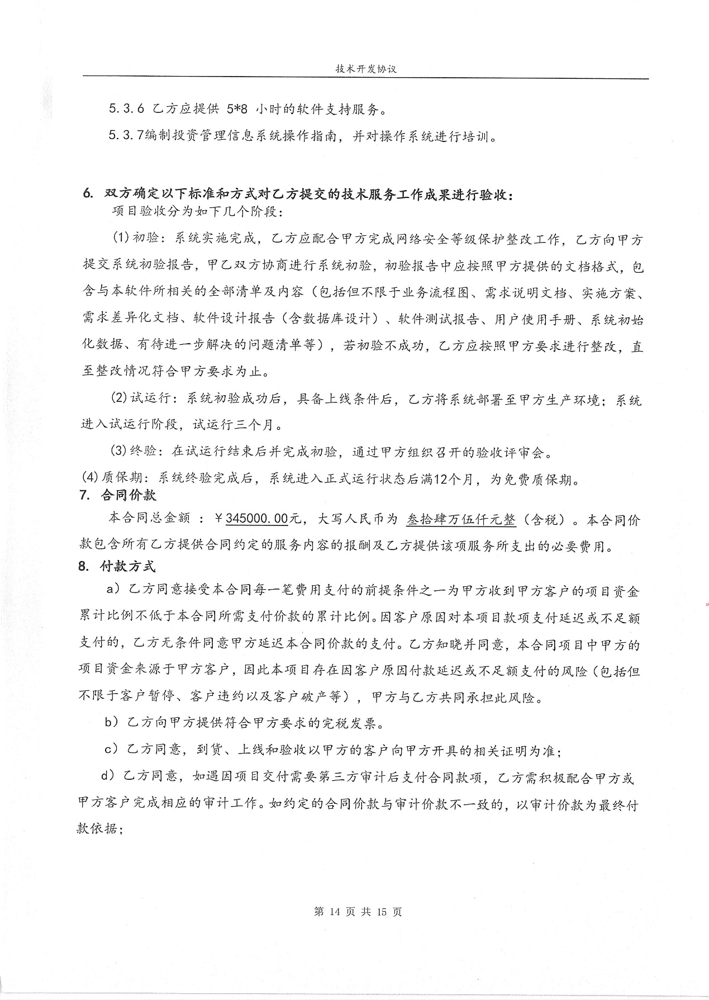 技术开发协议
5.3.6 乙方应提供 5*8 小时的软件支持服务。
5.3.7编制投资管理信息系统操作指南，并对操作系统进行培训。
6. 双方确定以下标准和方式对乙方提交的技术服务工作成果进行验收：
项目验收分为如下几个阶段：
(1)初验：系统实施完成，乙方应配合甲方完成网络安全等级保护整改工作，乙方向甲方
提交系统初验报告，甲乙双方协商进行系统初验，初验报告中应按照甲方提供的文档格式，包
含与本软件所相关的全部清单及内容（包括但不限于业务流程图、需求说明文档、实施方案、
需求差异化文档、软件设计报告（含数据库设计）、软件测试报告、用户使用手册、系统初始
化数据、有待进一步解决的问题清单等），若初验不成功，乙方应按照甲方要求进行整改，直
至整改情况符合甲方要求为止。
(2)试运行：系统初验成功后，具备上线条件后，乙方将系统部署至甲方生产环境；系统
进入试运行阶段，试运行三个月。
(3)终验：在试运行结束后并完成初验，通过甲方组织召开的验收评审会。
(4)质保期：系统终验完成后，系统进入正式运行状态后满12个月，为免费质保期。
7. 合同价款
本合同总金额 ：￥345000.00元，大写人民币为 叁拾肆万伍仟元整（含税）。本合同价
款包含所有乙方提供合同约定的服务内容的报酬及乙方提供该项服务所支出的必要费用。
8. 付款方式
a）乙方同意接受本合同每一笔费用支付的前提条件之一为甲方收到甲方客户的项目资金
累计比例不低于本合同所需支付价款的累计比例。因客户原因对本项目款项支付延迟或不足额
支付的，乙方无条件同意甲方延迟本合同价款的支付。乙方知晓并同意，本合同项目中甲方的
项目资金来源于甲方客户，因此本项目存在因客户原因付款延迟或不足额支付的风险（包括但
不限于客户暂停、客户违约以及客户破产等），甲方与乙方共同承担此风险。
b）乙方向甲方提供符合甲方要求的完税发票。
c）乙方同意，到货、上线和验收以甲方的客户向甲方开具的相关证明为准；
d）乙方同意，如遇因项目交付需要第三方审计后支付合同款项，乙方需积极配合甲方或
甲方客户完成相应的审计工作。如约定的合同价款与审计价款不一致的，以审计价款为最终付
款依据；
第 14 页 共 15 页